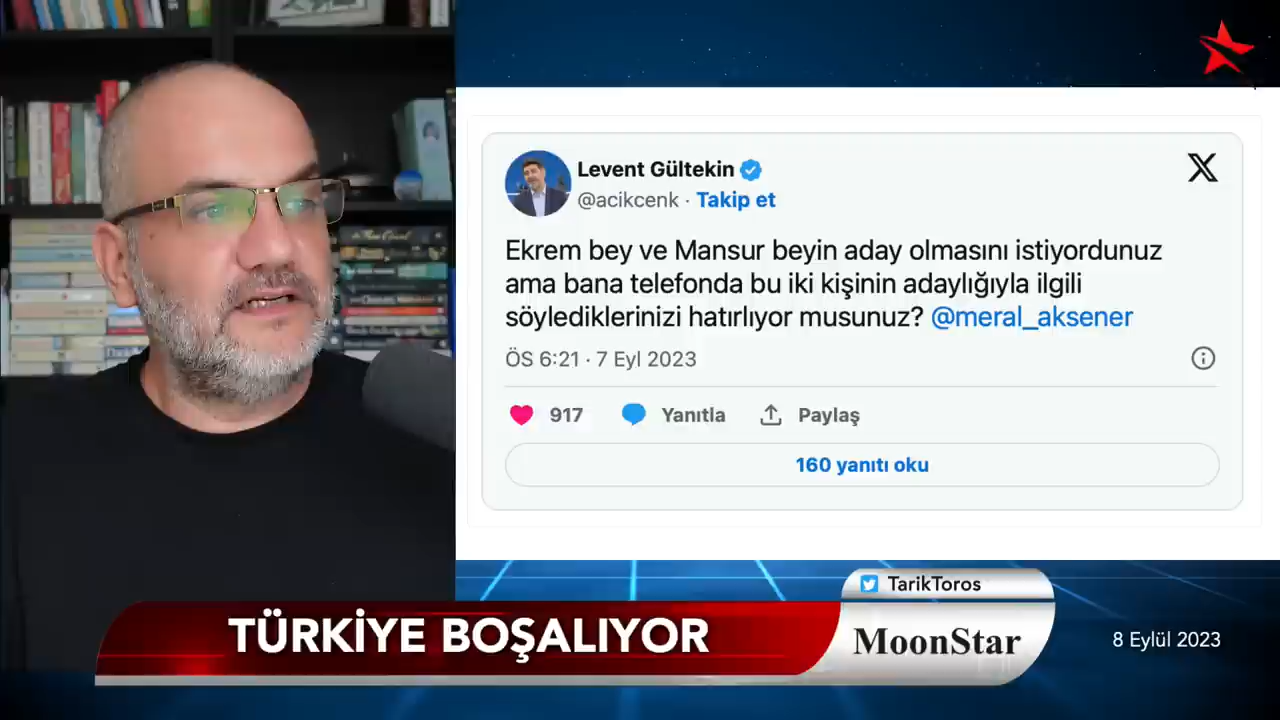 Levent Gültekin
@acikcenk · Takip et
Ekrem bey ve Mansur beyin aday olmasını istiyordunuz
ama bana telefonda bu iki kişinin adaylığıyla ilgili
söylediklerinizi hatırlıyor musunuz? @meral_aksener
ÖS 6:21 · 7 Eyl 2023
917 Yanıtla Paylaş
160 yanıtı oku
TarikToros
TÜRKİYE BOŞALIYOR
MoonStar
8 Eylül 2023